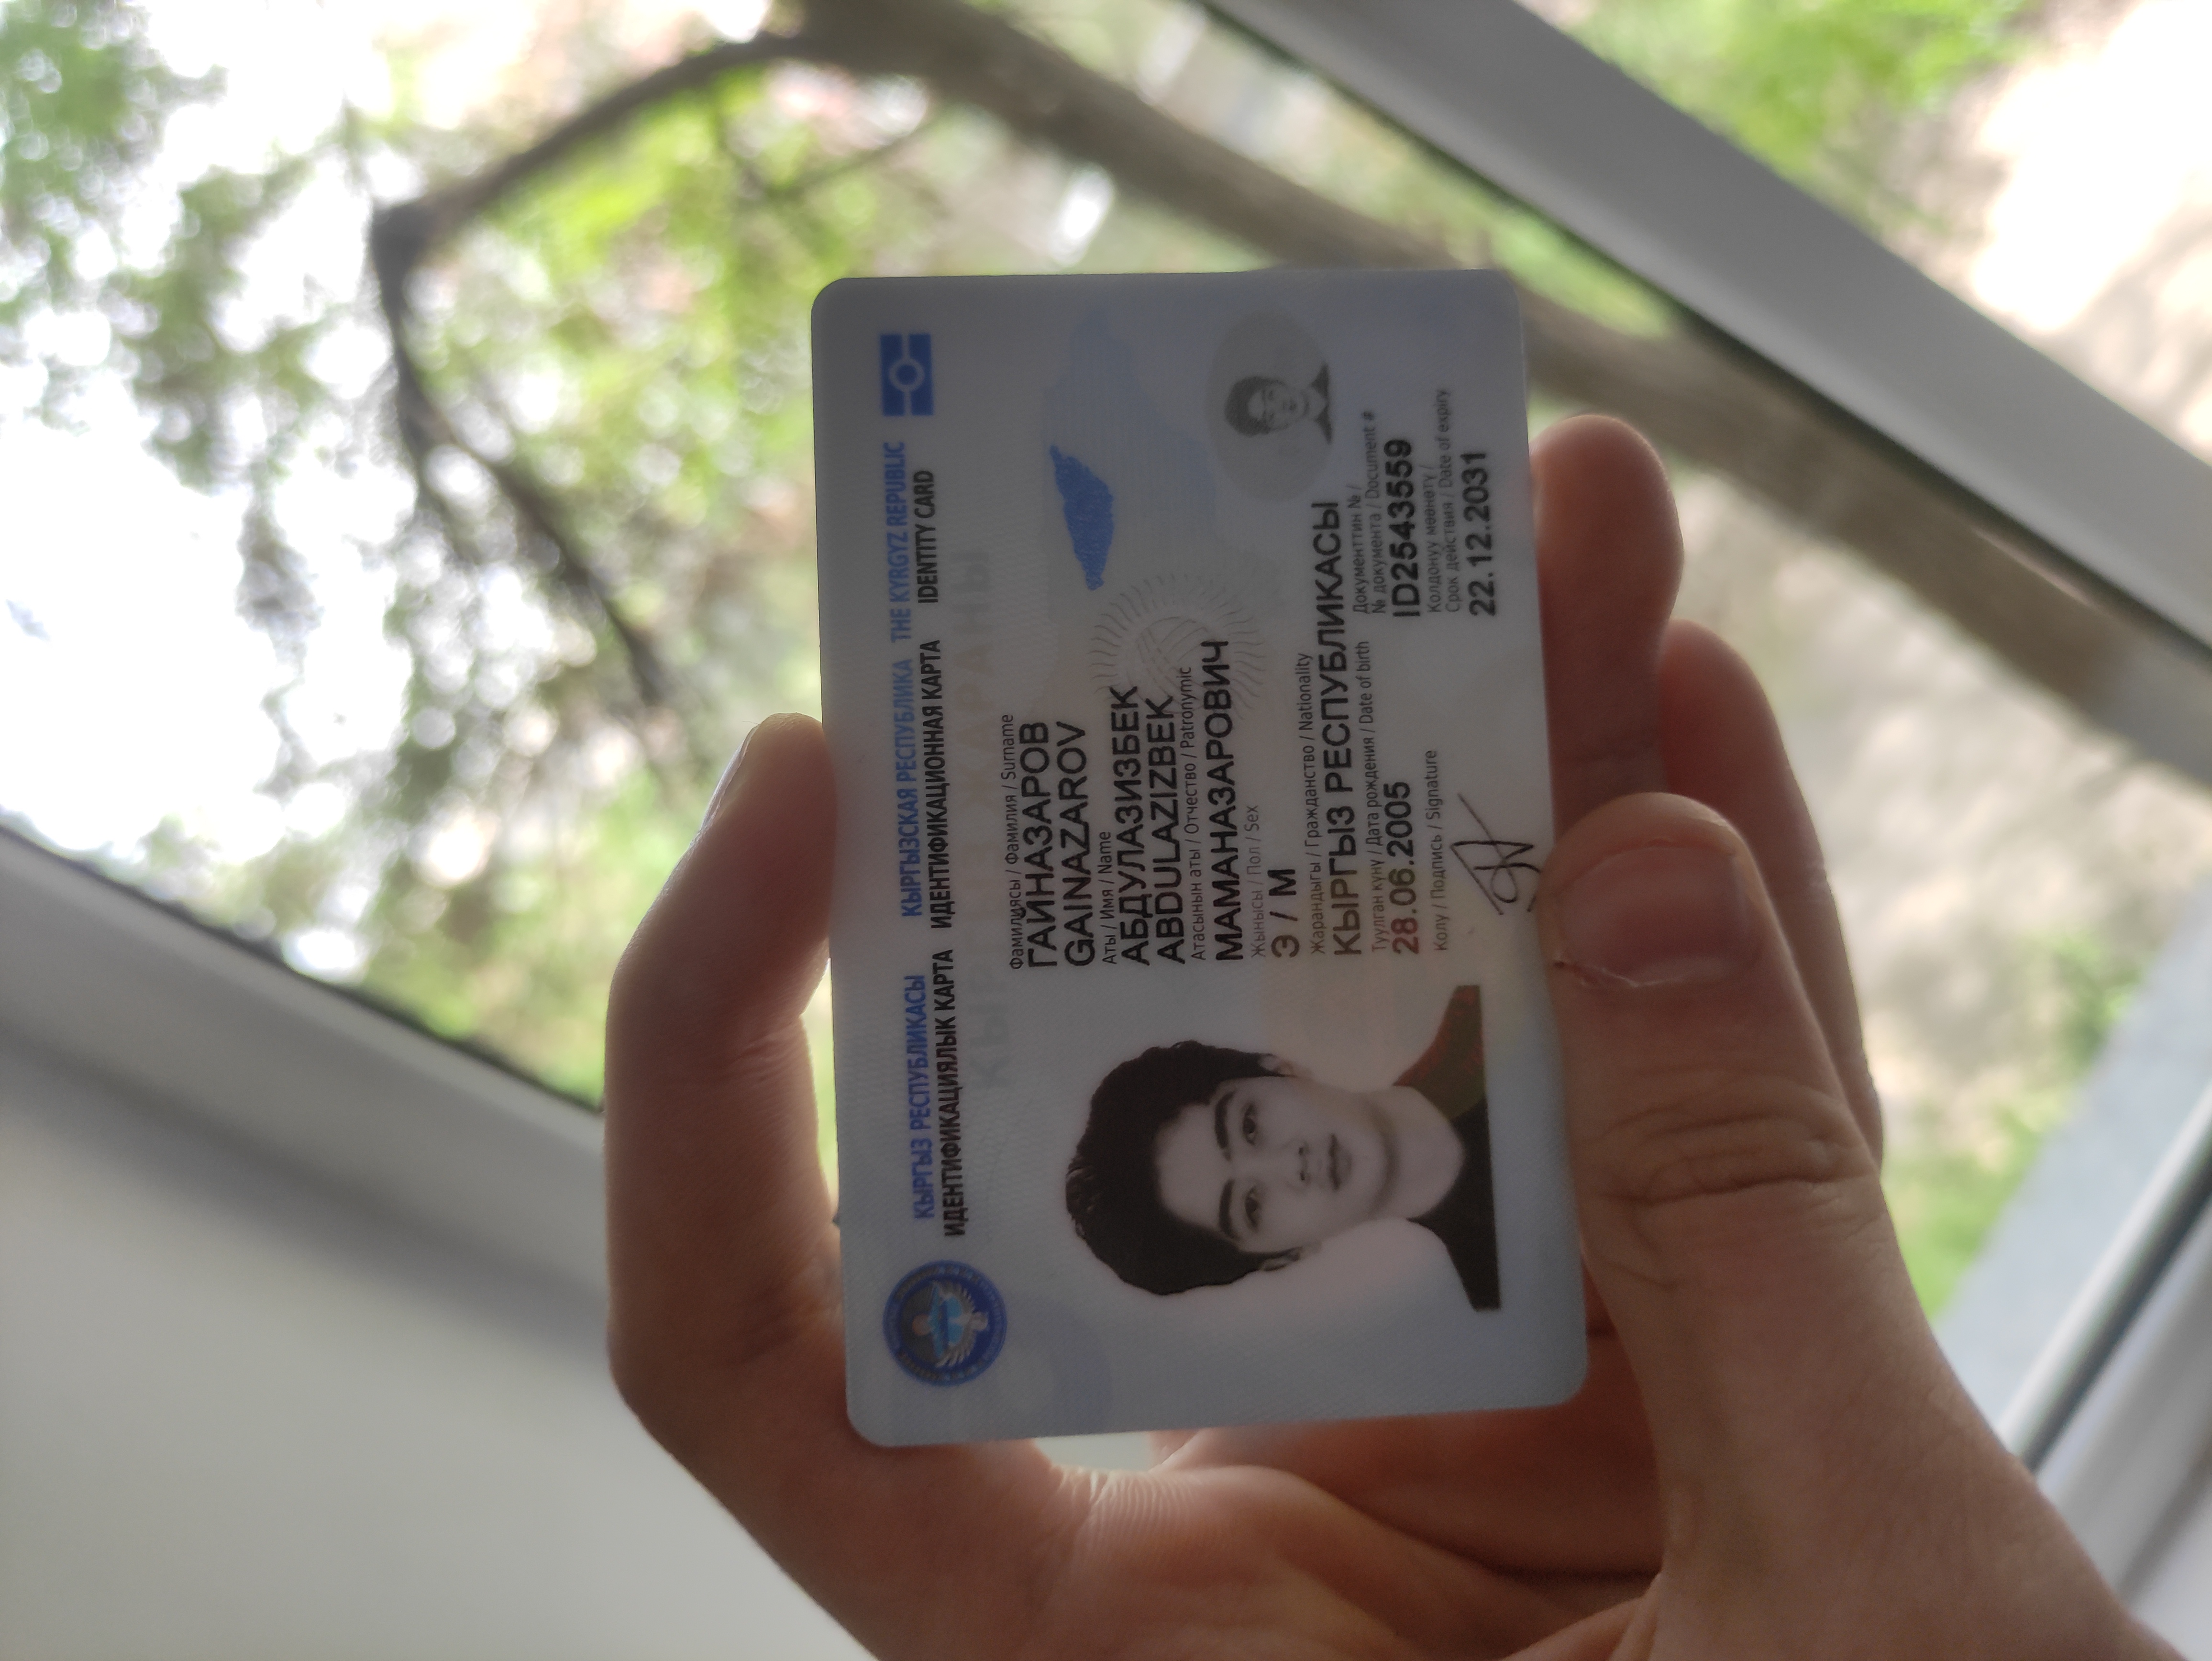 КЫРГЫЗ РЕСПУБЛИКАСЫ КЫРГЫЗСКАЯ РЕСПУБЛИКА THE KYRGYZ REPUBLIC
ИДЕНТИФИКАЦИЯЛЫК КАРТА ИДЕНТИФИКАЦИОННАЯ КАРТА IDENTITY CARD
Фамилиясы / Фамилия / Surname
ГАЙНАЗАРОВ
GAINAZAROV
Аты / Имя / Name
АБДУЛАЗИЗБЕК
ABDULAZIZBEK
Атасынын аты / Отчество / Patronymic
МАМАНАЗАРОВИЧ
Жынысы / Пол / Sex
Э / М
Жарандыгы / Гражданство / Nationality
КЫРГЫЗ РЕСПУБЛИКАСЫ
Туулган күнү / Дата рождения / Date of birth
28.06.2005
Документтин № /
№ документа / Document #
ID2543559
Колу / Подпись / Signature
Колдонуу мөөнөтү /
Срок действия / Date of expiry
22.12.2031